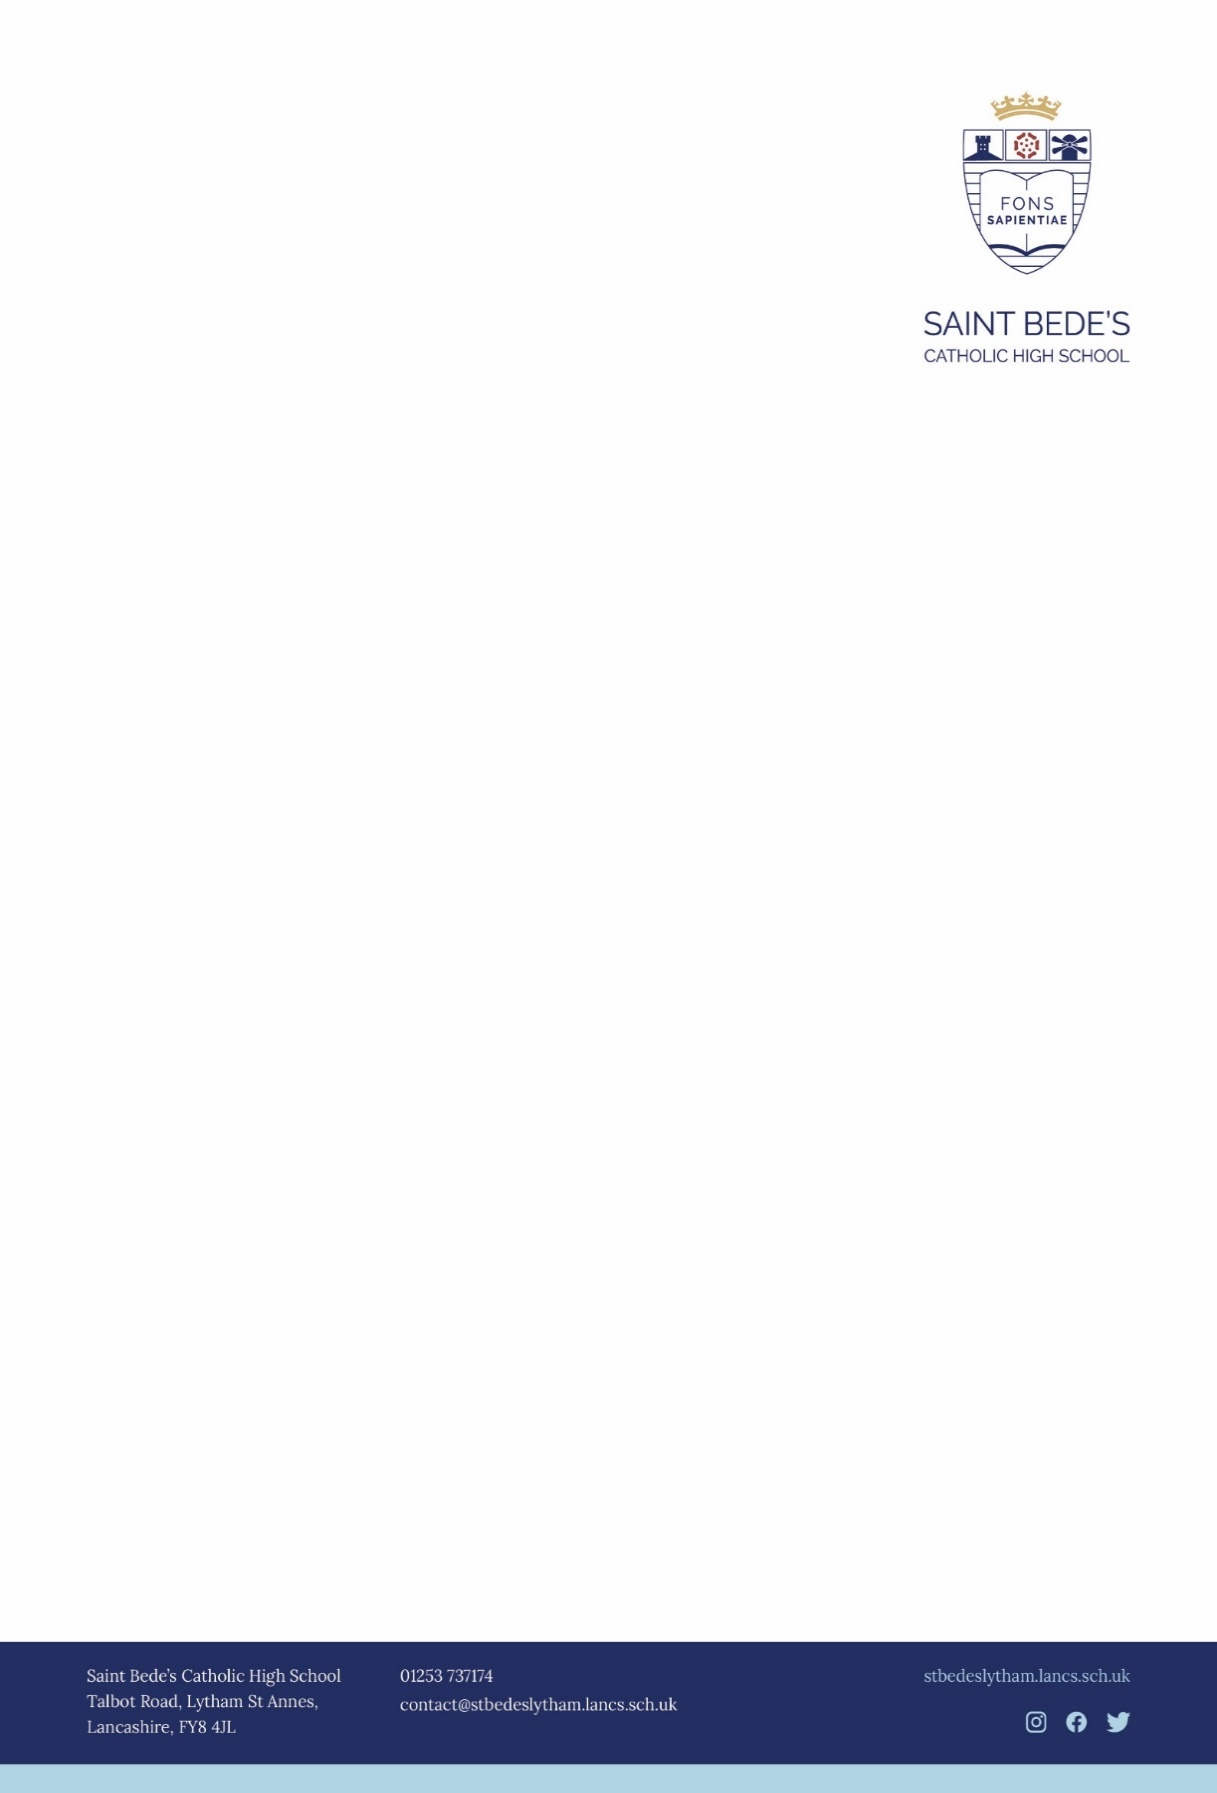 FONS
SAPIENTIAE
SAINT BEDE'S
CATHOLIC HIGH SCHOOL
Saint Bede's Catholic High School
Talbot Road, Lytham St Annes,
Lancashire, FY8 4JL
01253 737174
contact@stbedeslytham.lancs.sch.uk
stbedeslytham.lancs.sch.uk